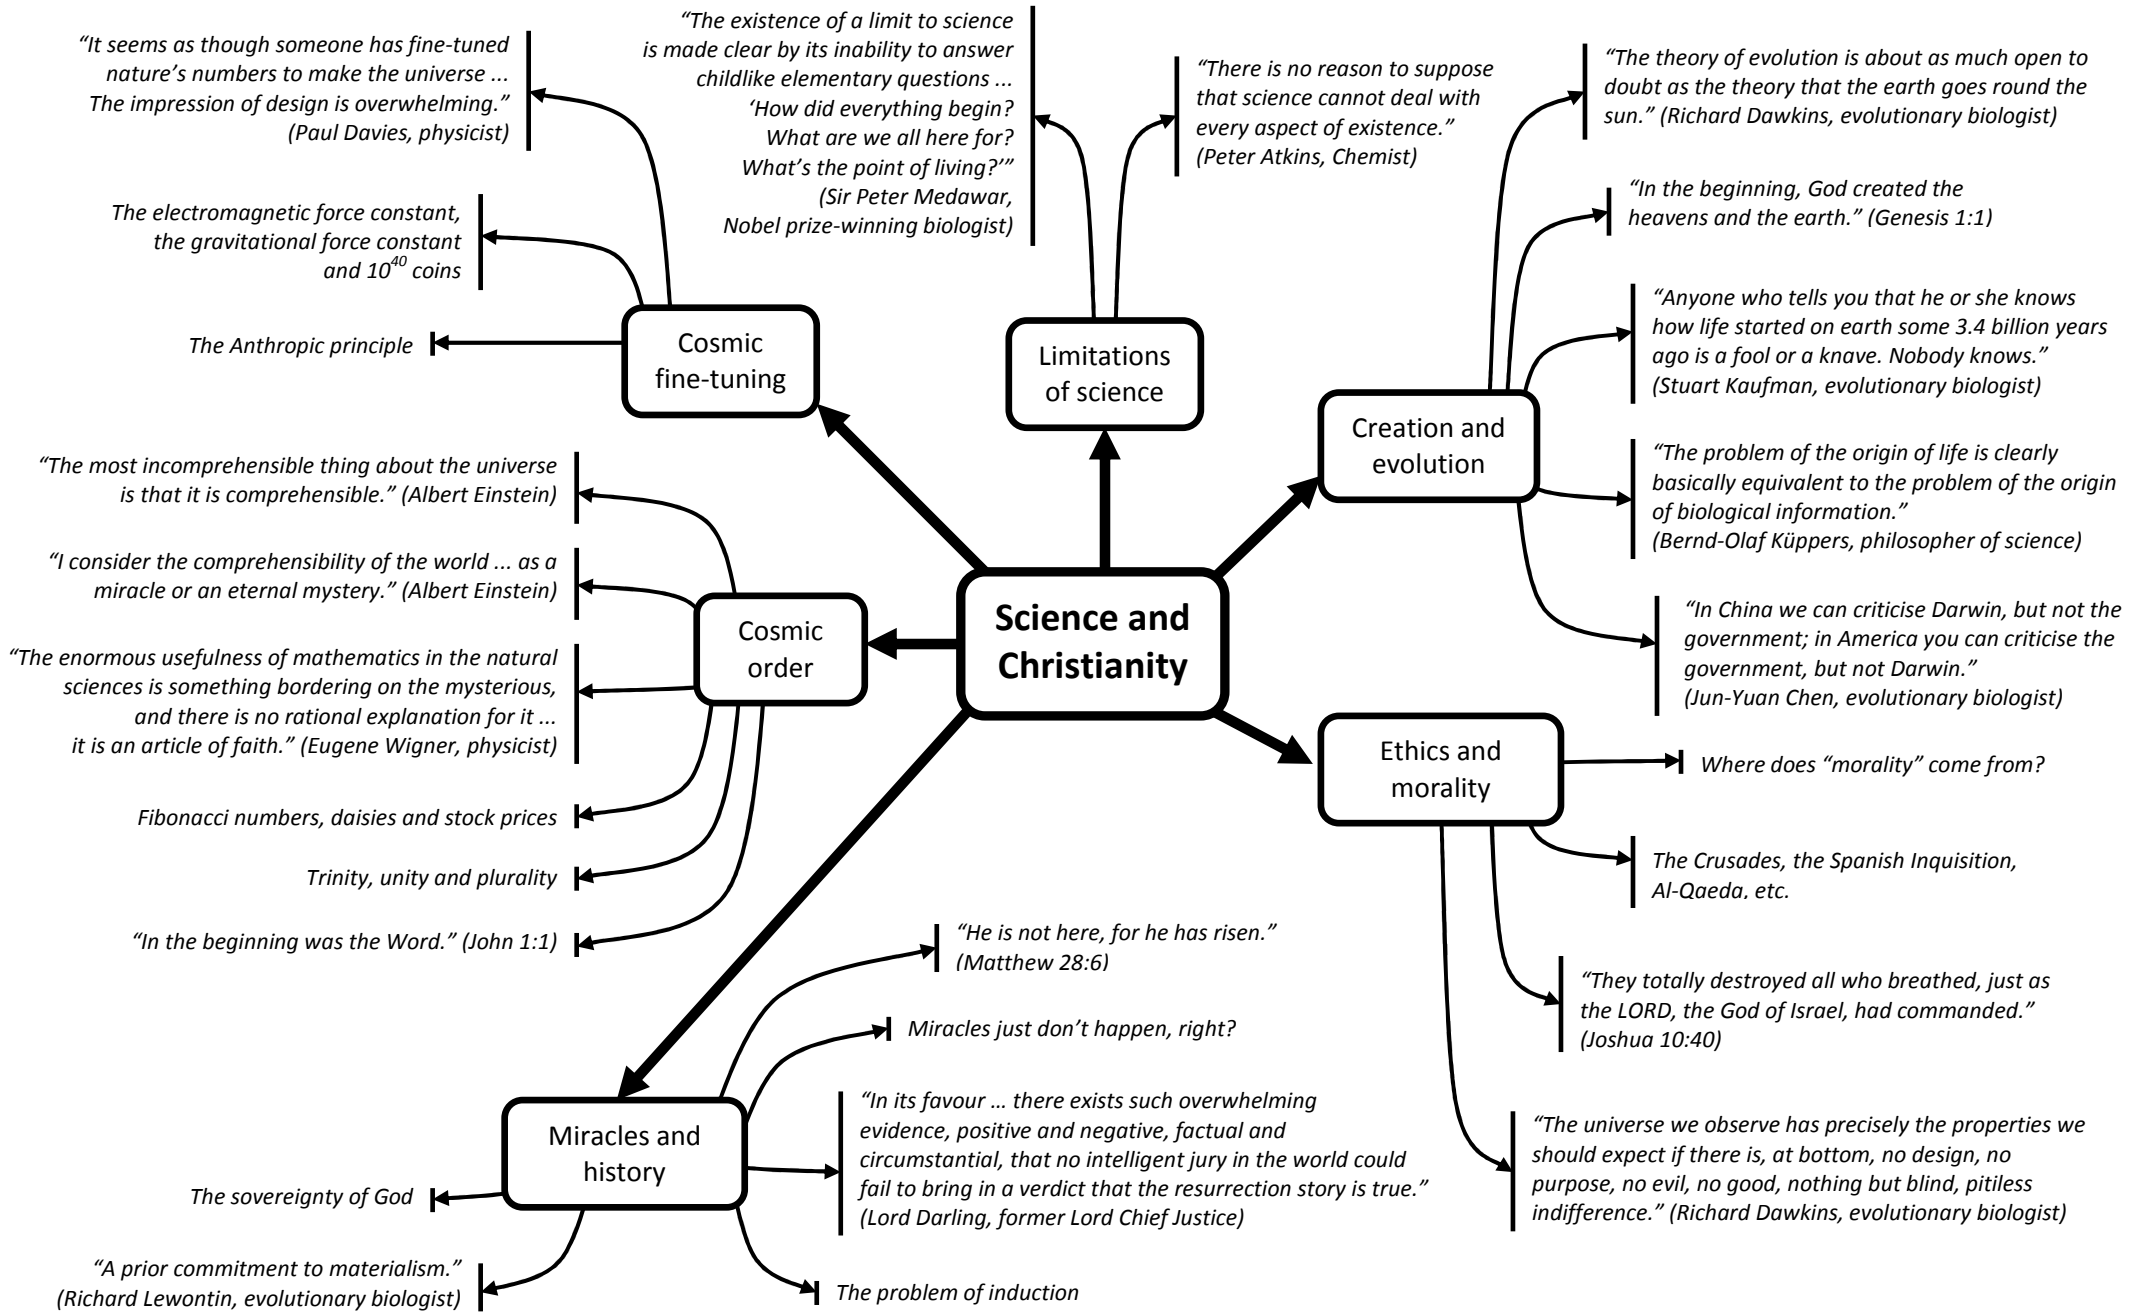 Science and
Christianity
Cosmic
fine-tuning
“It seems as though someone has fine-tuned
nature’s numbers to make the universe ...
The impression of design is overwhelming.”
(Paul Davies, physicist)
The electromagnetic force constant,
the gravitational force constant
and 10^40 coins
The Anthropic principle
Limitations
of science
“The existence of a limit to science
is made clear by its inability to answer
childlike elementary questions ...
‘How did everything begin?
What are we all here for?
What’s the point of living?’”
(Sir Peter Medawar,
Nobel prize-winning biologist)
“There is no reason to suppose
that science cannot deal with
every aspect of existence.”
(Peter Atkins, Chemist)
Creation and
evolution
“The theory of evolution is about as much open to
doubt as the theory that the earth goes round the
sun.” (Richard Dawkins, evolutionary biologist)
“In the beginning, God created the
heavens and the earth.” (Genesis 1:1)
“Anyone who tells you that he or she knows
how life started on earth some 3.4 billion years
ago is a fool or a knave. Nobody knows.”
(Stuart Kaufman, evolutionary biologist)
“The problem of the origin of life is clearly
basically equivalent to the problem of the origin
of biological information.”
(Bernd-Olaf Küppers, philosopher of science)
“In China we can criticise Darwin, but not the
government; in America you can criticise the
government, but not Darwin.”
(Jun-Yuan Chen, evolutionary biologist)
Cosmic
order
“The most incomprehensible thing about the universe
is that it is comprehensible.” (Albert Einstein)
“I consider the comprehensibility of the world ... as a
miracle or an eternal mystery.” (Albert Einstein)
“The enormous usefulness of mathematics in the natural
sciences is something bordering on the mysterious,
and there is no rational explanation for it ...
it is an article of faith.” (Eugene Wigner, physicist)
Fibonacci numbers, daisies and stock prices
Trinity, unity and plurality
“In the beginning was the Word.” (John 1:1)
Ethics and
morality
Where does “morality” come from?
The Crusades, the Spanish Inquisition,
Al-Qaeda, etc.
“They totally destroyed all who breathed, just as
the LORD, the God of Israel, had commanded.”
(Joshua 10:40)
“The universe we observe has precisely the properties we
should expect if there is, at bottom, no design, no
purpose, no evil, no good, nothing but blind, pitiless
indifference.” (Richard Dawkins, evolutionary biologist)
Miracles and
history
“He is not here, for he has risen.”
(Matthew 28:6)
Miracles just don’t happen, right?
“In its favour ... there exists such overwhelming
evidence, positive and negative, factual and
circumstantial, that no intelligent jury in the world could
fail to bring in a verdict that the resurrection story is true.”
(Lord Darling, former Lord Chief Justice)
The problem of induction
The sovereignty of God
“A prior commitment to materialism.”
(Richard Lewontin, evolutionary biologist)